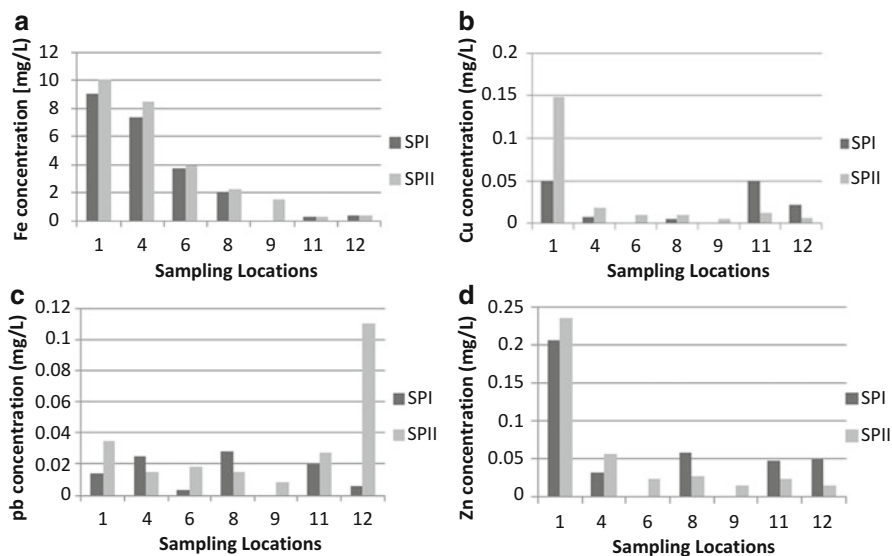 a
Fe concentration [mg/L)
12
10
8
6
4
2
0
1 4 6 8 9 11 12
Sampling Locations
SPI
SPII
b
Cu concentration (mg/L)
0.2
0.15
0.1
0.05
0
1 4 6 8 9 11 12
Sampling Locations
SPI
SPII
c
pb concentration (mg/L)
0.12
0.1
0.08
0.06
0.04
0.02
0
1 4 6 8 9 11 12
Sampling Locations
SPI
SPII
d
Zn concentration (mg/L)
0.25
0.2
0.15
0.1
0.05
0
1 4 6 8 9 11 12
Sampling Locations
SPI
SPII